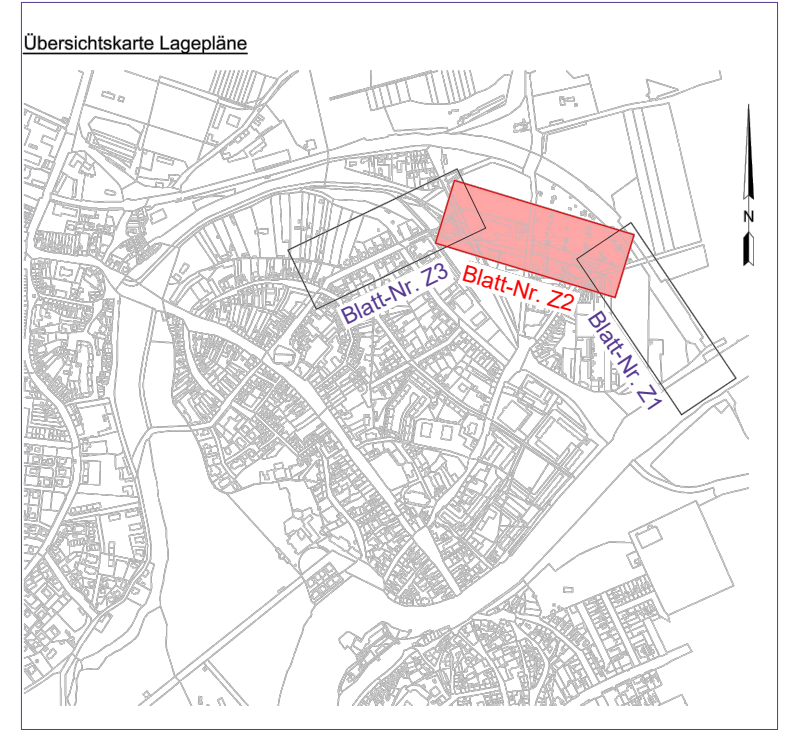 Übersichtskarte Lagepläne
N
Blatt-Nr. Z3
Blatt-Nr. Z2
Blatt-Nr. Z1